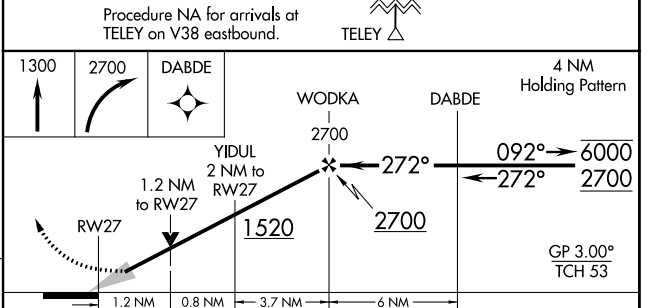 Procedure NA for arrivals at
TELEY on V38 eastbound.
TELEY
1300
2700
DABDE
4 NM
Holding Pattern
WODKA
DABDE
2700
YIDUL
2 NM to
RW27
1.2 NM
to RW27
RW27
272°
092°
6000
272°
2700
1520
2700
GP 3.00°
TCH 53
1.2 NM
0.8 NM
3.7 NM
6 NM